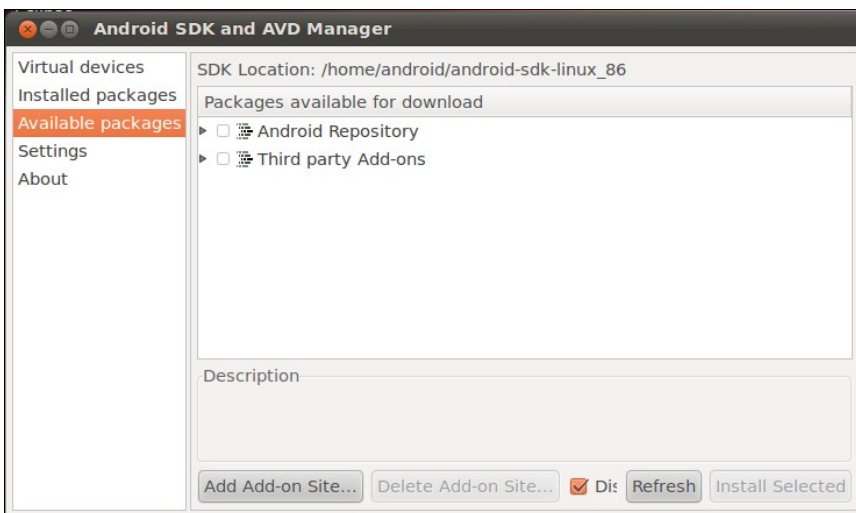 Android SDK and AVD Manager
Virtual devices
Installed packages
Available packages
Settings
About
SDK Location: /home/android/android-sdk-linux_86
Packages available for download
Android Repository
Third party Add-ons
Description
Add Add-on Site... Delete Add-on Site... Dis Refresh Install Selected